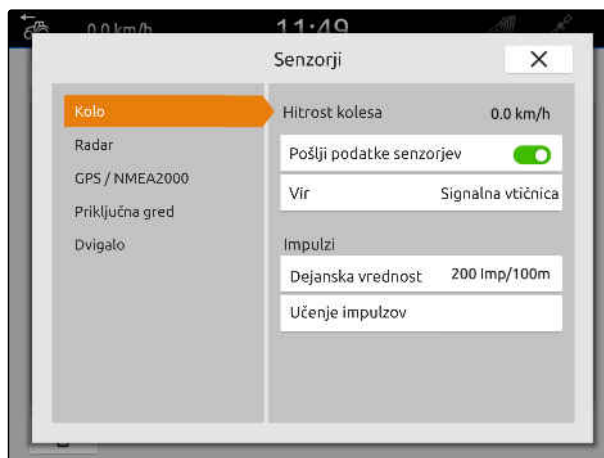 0.0 km/h
11:49
Senzorji
Kolo
Radar
GPS / NMEA2000
Priključna gred
Dvigalo
Hitrost kolesa 0.0 km/h
Pošlji podatke senzorjev
Vir Signalna vtičnica
Impulzi
Dejanska vrednost 200 Imp/100m
Učenje impulzov